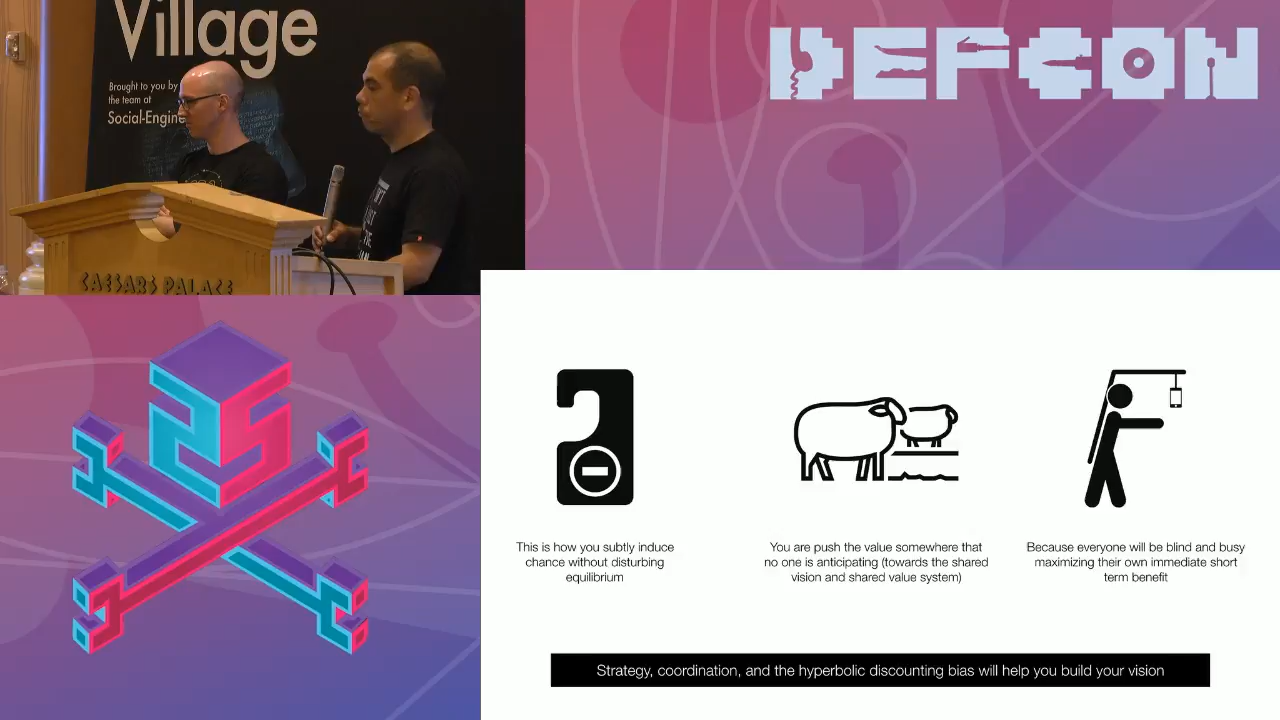 Village
Brought to you by
the team at
Social-Engine
CAESARS PALACE
DEFCON
This is how you subtly induce
chance without disturbing
equilibrium
You are push the value somewhere that
no one is anticipating (towards the shared
vision and shared value system)
Because everyone will be blind and busy
maximizing their own immediate short
term benefit
Strategy, coordination, and the hyperbolic discounting bias will help you build your vision